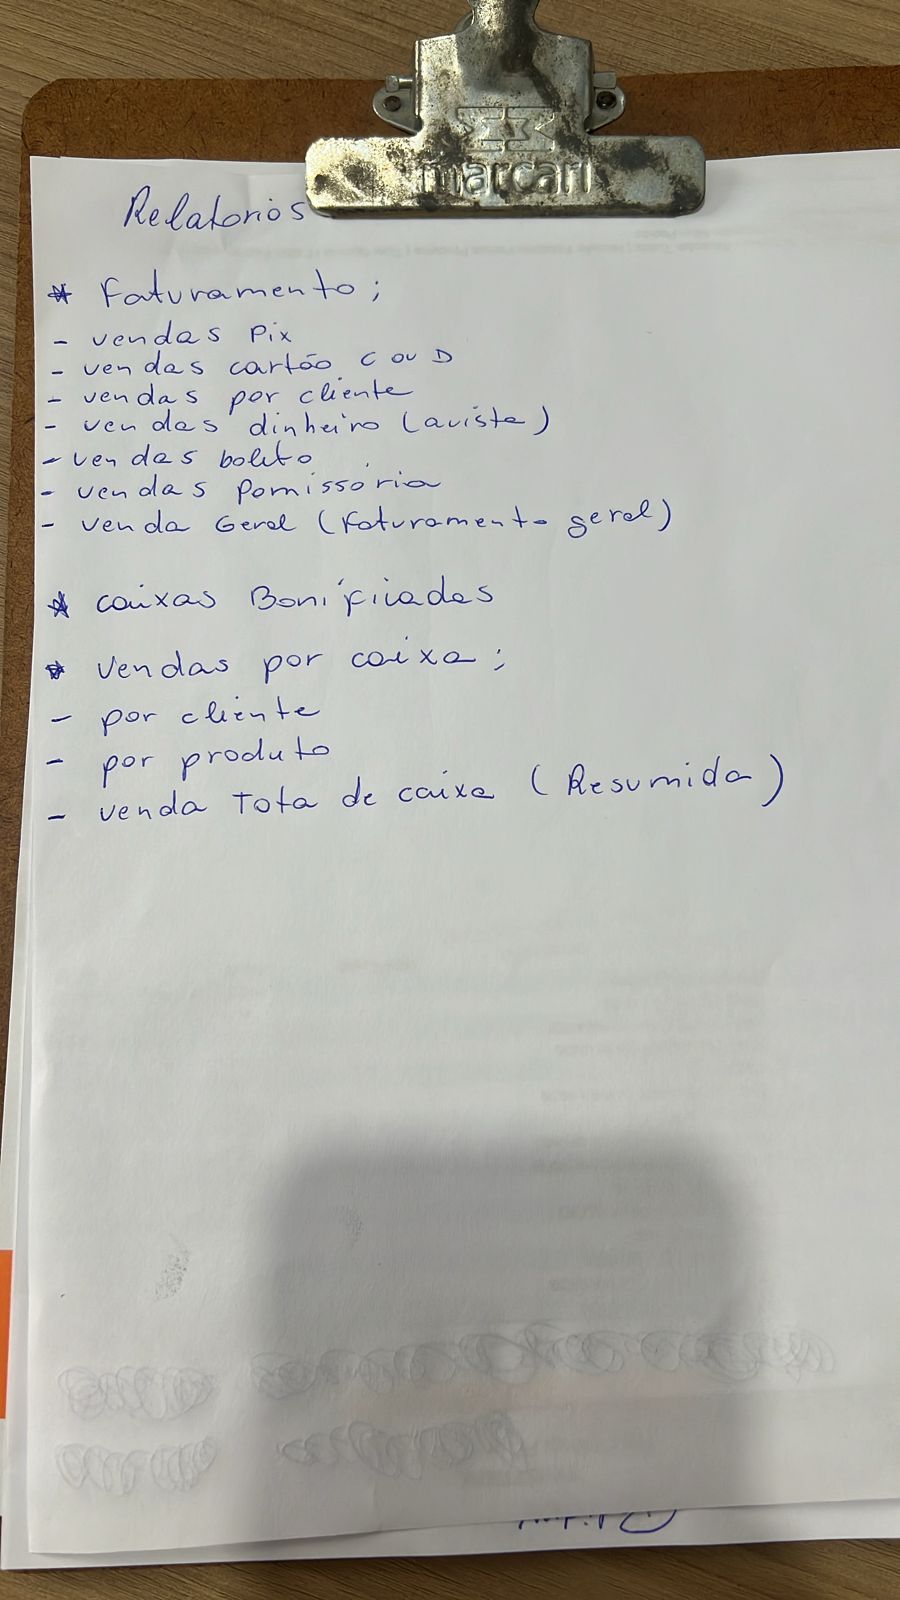 marcari
Relatorios
* Faturamento;
- vendas Pix
- vendas cartão C ou D
- vendas por cliente
- vendas dinheiro (avista)
- vendas boleto
- vendas Pomissória
- venda Geral (Faturamento geral)
* caixas Bonificadas
* vendas por caixa;
- por cliente
- por produto
- venda Tota de caixa (Resumida)